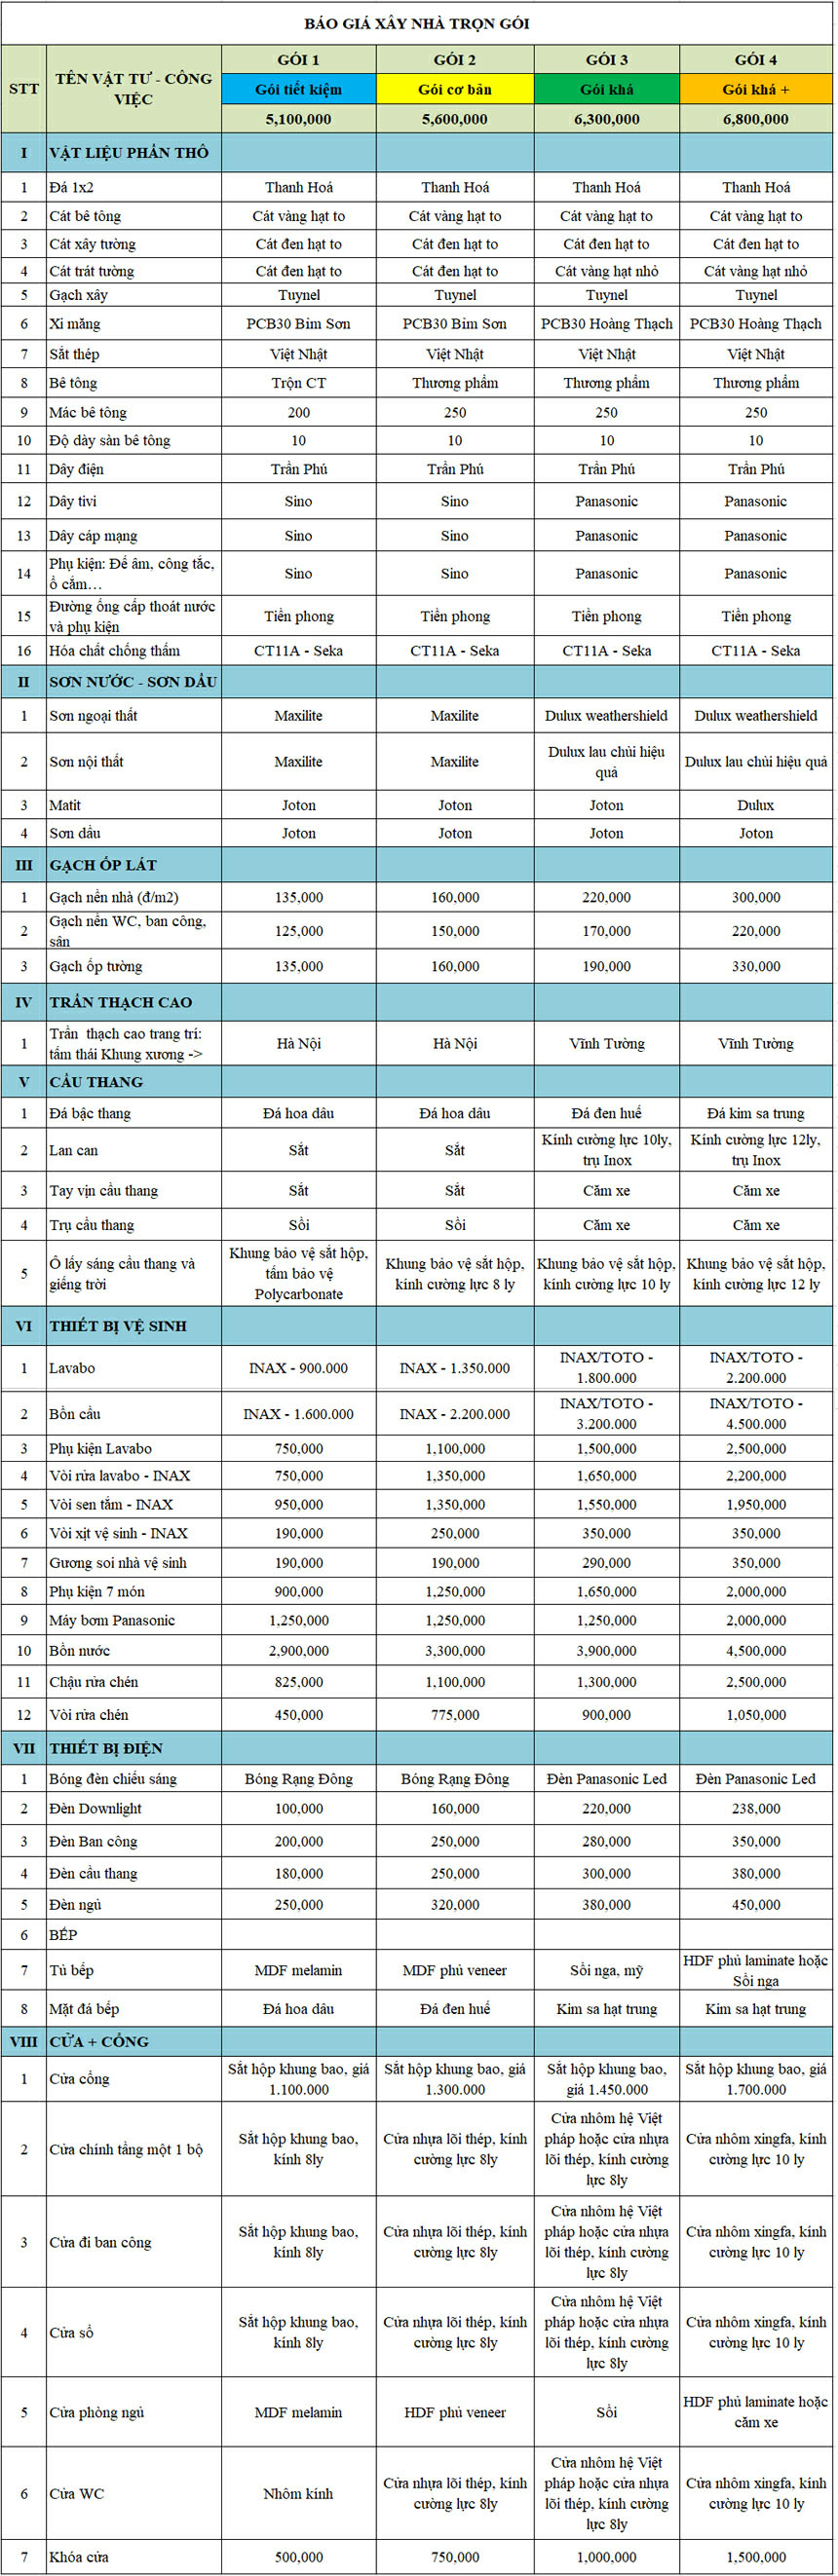 BÁO GIÁ XÂY NHÀ TRỌN GÓI
STT TÊN VẬT TƯ - CÔNG VIỆC GÓI 1 GÓI 2 GÓI 3 GÓI 4
Gói tiết kiệm Gói cơ bản Gói khá Gói khá +
5,100,000 5,600,000 6,300,000 6,800,000
I VẬT LIỆU PHẦN THÔ
1 Đá 1x2 Thanh Hoá Thanh Hoá Thanh Hoá Thanh Hoá
2 Cát bê tông Cát vàng hạt to Cát vàng hạt to Cát vàng hạt to Cát vàng hạt to
3 Cát xây tường Cát đen hạt to Cát đen hạt to Cát đen hạt to Cát đen hạt to
4 Cát trát tường Cát đen hạt to Cát đen hạt to Cát vàng hạt nhỏ Cát vàng hạt nhỏ
5 Gạch xây Tuynel Tuynel Tuynel Tuynel
6 Xi măng PCB30 Bỉm Sơn PCB30 Bỉm Sơn PCB30 Hoàng Thạch PCB30 Hoàng Thạch
7 Sắt thép Việt Nhật Việt Nhật Việt Nhật Việt Nhật
8 Bê tông Trộn CT Thương phẩm Thương phẩm Thương phẩm
9 Mác bê tông 200 250 250 250
10 Độ dày sàn bê tông 10 10 10 10
11 Dây điện Trần Phú Trần Phú Trần Phú Trần Phú
12 Dây tivi Sino Sino Panasonic Panasonic
13 Dây cáp mạng Sino Sino Panasonic Panasonic
14 Phụ kiện: Đế âm, công tắc, ổ cắm… Sino Sino Panasonic Panasonic
15 Đường ống cấp thoát nước và phụ kiện Tiền phong Tiền phong Tiền phong Tiền phong
16 Hóa chất chống thấm CT11A - Seka CT11A - Seka CT11A - Seka CT11A - Seka
II SƠN NƯỚC - SƠN DẦU
1 Sơn ngoại thất Maxilite Maxilite Dulux weathershield Dulux weathershield
2 Sơn nội thất Maxilite Maxilite Dulux lau chùi hiệu quả Dulux lau chùi hiệu quả
3 Matit Joton Joton Joton Dulux
4 Sơn dầu Joton Joton Joton Joton
III GẠCH ỐP LÁT
1 Gạch nền nhà (đ/m2) 135,000 160,000 220,000 300,000
2 Gạch nền WC, ban công, sân 125,000 150,000 170,000 220,000
3 Gạch ốp tường 135,000 160,000 190,000 330,000
IV TRẦN THẠCH CAO
1 Trần thạch cao trang trí: tấm thái Khung xương -> Hà Nội Hà Nội Vĩnh Tường Vĩnh Tường
V CẦU THANG
1 Đá bậc thang Đá hoa dâu Đá hoa dâu Đá đen huế Đá kim sa trung
2 Lan can Sắt Sắt Kính cường lực 10ly, trụ Inox Kính cường lực 12ly, trụ Inox
3 Tay vịn cầu thang Sắt Sắt Căm xe Căm xe
4 Trụ cầu thang Sồi Sồi Căm xe Căm xe
5 Ô lấy sáng cầu thang và giếng trời Khung bảo vệ sắt hộp, tấm bảo vệ Polycarbonate Khung bảo vệ sắt hộp, kính cường lực 8 ly Khung bảo vệ sắt hộp, kính cường lực 10 ly Khung bảo vệ sắt hộp, kính cường lực 12 ly
VI THIẾT BỊ VỆ SINH
1 Lavabo INAX - 900.000 INAX - 1.350.000 INAX/TOTO - 1.800.000 INAX/TOTO - 2.200.000
2 Bồn cầu INAX - 1.600.000 INAX - 2.200.000 INAX/TOTO - 3.200.000 INAX/TOTO - 4.500.000
3 Phụ kiện Lavabo 750,000 1,100,000 1,500,000 2,500,000
4 Vòi rửa lavabo - INAX 750,000 1,350,000 1,650,000 2,200,000
5 Vòi sen tắm - INAX 950,000 1,350,000 1,550,000 1,950,000
6 Vòi xịt vệ sinh - INAX 190,000 250,000 350,000 350,000
7 Gương soi nhà vệ sinh 190,000 190,000 290,000 350,000
8 Phụ kiện 7 món 900,000 1,250,000 1,650,000 2,000,000
9 Máy bơm Panasonic 1,250,000 1,250,000 1,250,000 2,000,000
10 Bồn nước 2,900,000 3,300,000 3,900,000 4,500,000
11 Chậu rửa chén 825,000 1,100,000 1,300,000 2,500,000
12 Vòi rửa chén 450,000 775,000 900,000 1,050,000
VII THIẾT BỊ ĐIỆN
1 Bóng đèn chiếu sáng Bóng Rạng Đông Bóng Rạng Đông Đèn Panasonic Led Đèn Panasonic Led
2 Đèn Downlight 100,000 160,000 220,000 238,000
3 Đèn Ban công 200,000 250,000 280,000 350,000
4 Đèn cầu thang 180,000 250,000 300,000 380,000
5 Đèn ngủ 250,000 320,000 380,000 450,000
6 BẾP
7 Tủ bếp MDF melamin MDF phủ veneer Sồi nga, mỹ HDF phủ laminate hoặc Sồi nga
8 Mặt đá bếp Đá hoa dâu Đá đen huế Kim sa hạt trung Kim sa hạt trung
VIII CỬA + CỔNG
1 Cửa cổng Sắt hộp khung bao, giá 1.100.000 Sắt hộp khung bao, giá 1.300.000 Sắt hộp khung bao, giá 1.450.000 Sắt hộp khung bao, giá 1.700.000
2 Cửa chính tầng một 1 bộ Sắt hộp khung bao, kính 8ly Cửa nhựa lõi thép, kính cường lực 8ly Cửa nhôm hệ Việt pháp hoặc cửa nhựa lõi thép, kính cường lực 8ly Cửa nhôm xingfa, kính cường lực 10 ly
3 Cửa đi ban công Sắt hộp khung bao, kính 8ly Cửa nhựa lõi thép, kính cường lực 8ly Cửa nhôm hệ Việt pháp hoặc cửa nhựa lõi thép, kính cường lực 8ly Cửa nhôm xingfa, kính cường lực 10 ly
4 Cửa sổ Sắt hộp khung bao, kính 8ly Cửa nhựa lõi thép, kính cường lực 8ly Cửa nhôm hệ Việt pháp hoặc cửa nhựa lõi thép, kính cường lực 8ly Cửa nhôm xingfa, kính cường lực 10 ly
5 Cửa phòng ngủ MDF melamin HDF phủ veneer Sồi HDF phủ laminate hoặc căm xe
6 Cửa WC Nhôm kính Cửa nhựa lõi thép, kính cường lực 8ly Cửa nhôm hệ Việt pháp hoặc cửa nhựa lõi thép, kính cường lực 8ly Cửa nhôm xingfa, kính cường lực 10 ly
7 Khóa cửa 500,000 750,000 1,000,000 1,500,000